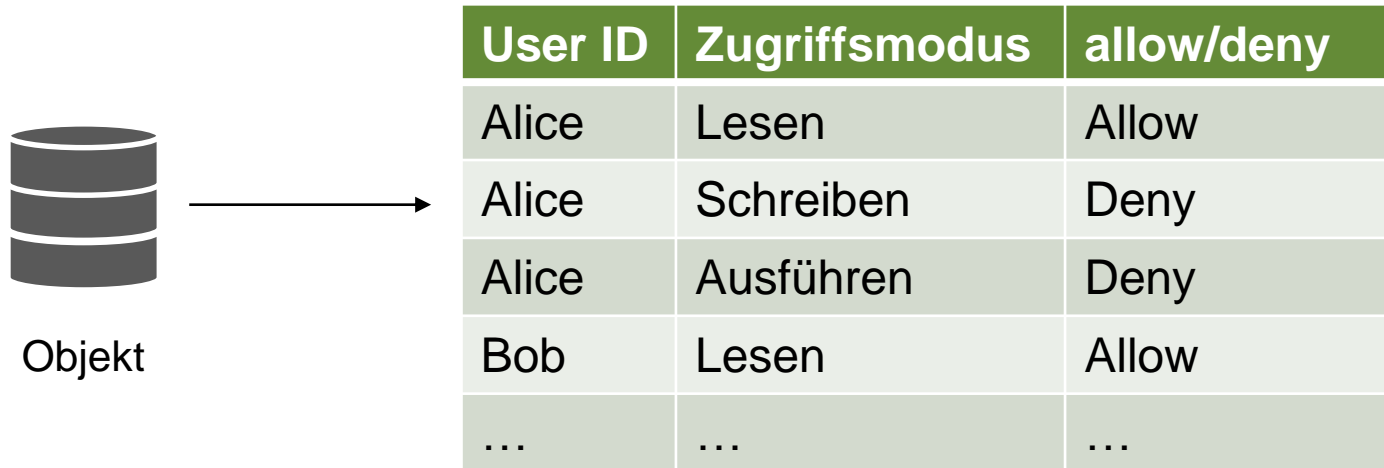 User ID Zugriffsmodus allow/deny
Alice Lesen Allow
Alice Schreiben Deny
Alice Ausführen Deny
Bob Lesen Allow
… … …
Objekt